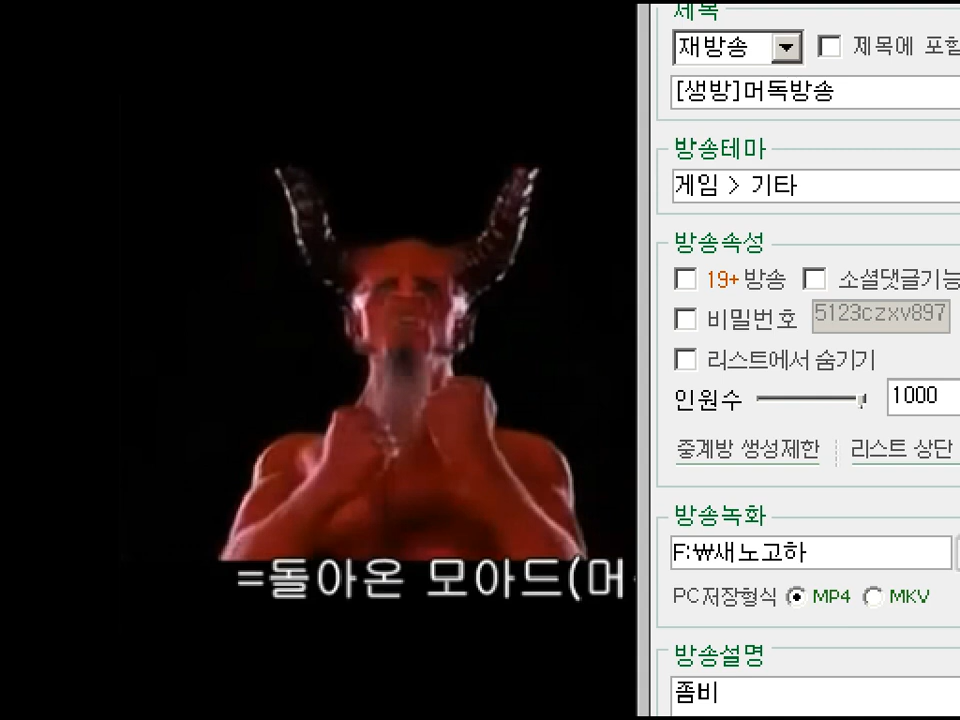 제목
재방송 제목에 포함
[생방]머독방송
방송테마
게임 > 기타
방송속성
19+방송 소셜댓글기능
비밀번호 5123czxv897
리스트에서 숨기기
인원수 1000
중계방 생성제한 리스트 상단
=돌아온 모아드(머
방송녹화
F:₩새노고하
PC저장형식 MP4 MKV
방송설명
좀비